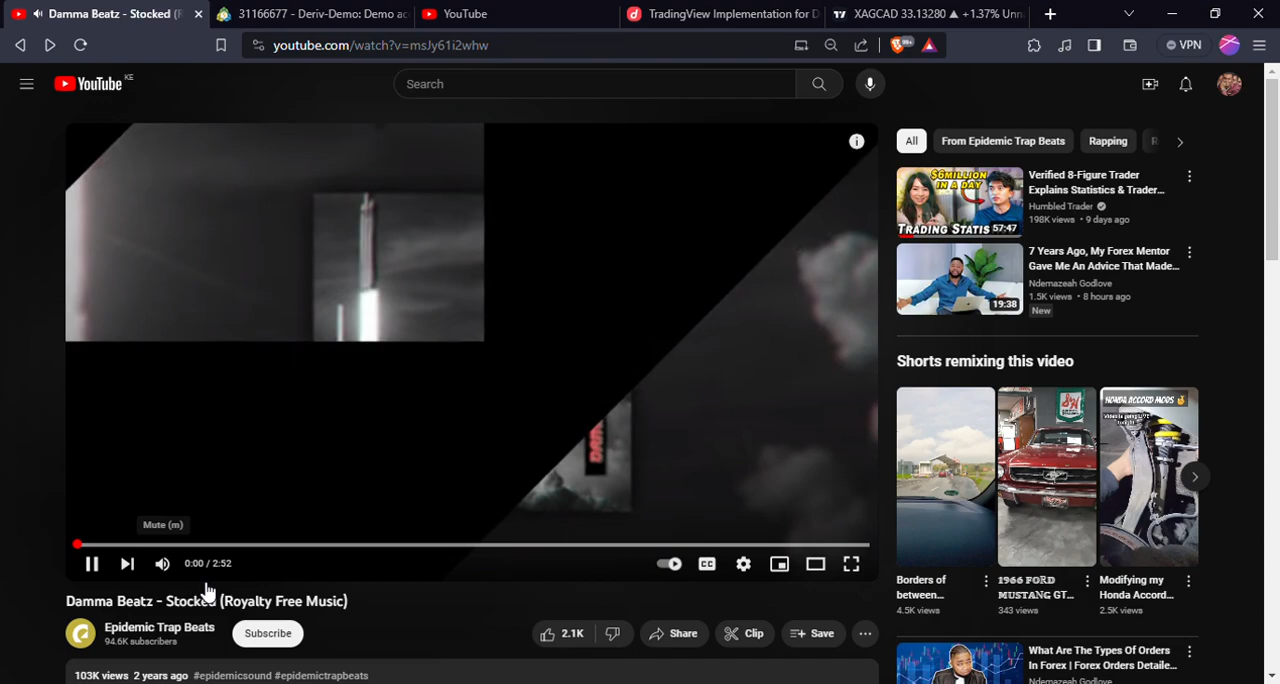 Damma Beatz - Stocked (R
31166677 - Deriv-Demo: Demo ac
YouTube
TradingView Implementation for D
XAGCAD 33.13280 ▲ +1.37% Unn
youtube.com/watch?v=msJy61i2whw
VPN
YouTube KE
Search
All
From Epidemic Trap Beats
Rapping
$6MILLION
IN A DAY
TRADING STATIS
57:47
Verified 8-Figure Trader
Explains Statistics & Trader...
Humbled Trader
198K views • 9 days ago
19:38
7 Years Ago, My Forex Mentor
Gave Me An Advice That Made...
Ndemazeah Godlove
1.5K views • 8 hours ago
New
Shorts remixing this video
HONDA ACCORD MODS
Borders of
between...
4.5K views
1966 FORD
MUSTANG GT...
343 views
Modifying my
Honda Accord...
2.5K views
What Are The Types Of Orders
In Forex | Forex Orders Detaile...
Ndemazeah Godlove
Mute (m)
0:00 / 2:52
CC
Damma Beatz - Stocked (Royalty Free Music)
Epidemic Trap Beats
94.6K subscribers
Subscribe
2.1K
Share
Clip
Save
103K views 2 years ago #epidemicsound #epidemictrapbeats